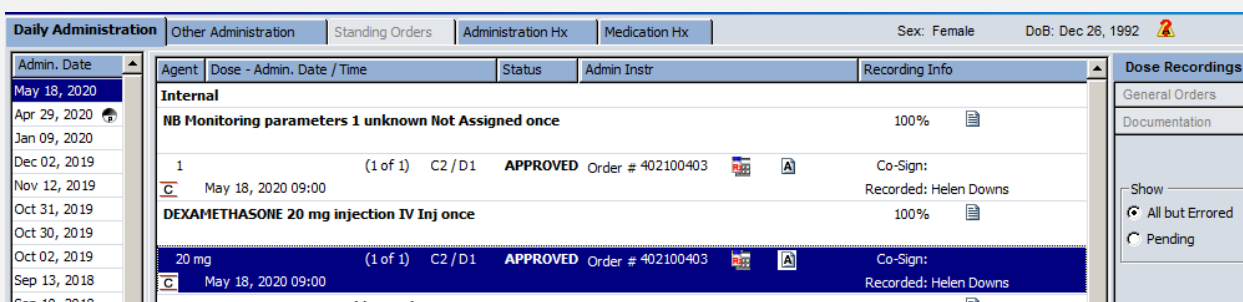 Daily Administration Other Administration Standing Orders Administration Hx Medication Hx Sex: Female DoB: Dec 26, 1992
Admin. Date Agent Dose - Admin. Date / Time Status Admin Instr Recording Info Dose Recordings
May 18, 2020 Internal General Orders
Apr 29, 2020 NB Monitoring parameters 1 unknown Not Assigned once 100% Documentation
Jan 09, 2020
Dec 02, 2019 1 (1 of 1) C2 / D1 APPROVED Order # 402100403 A Co-Sign:
Nov 12, 2019 C May 18, 2020 09:00 Recorded: Helen Downs Show
Oct 31, 2019 DEXAMETHASONE 20 mg injection IV Inj once 100% All but Errored
Oct 30, 2019 Pending
Oct 02, 2019 20 mg (1 of 1) C2 / D1 APPROVED Order # 402100403 A Co-Sign:
Sep 13, 2018 C May 18, 2020 09:00 Recorded: Helen Downs